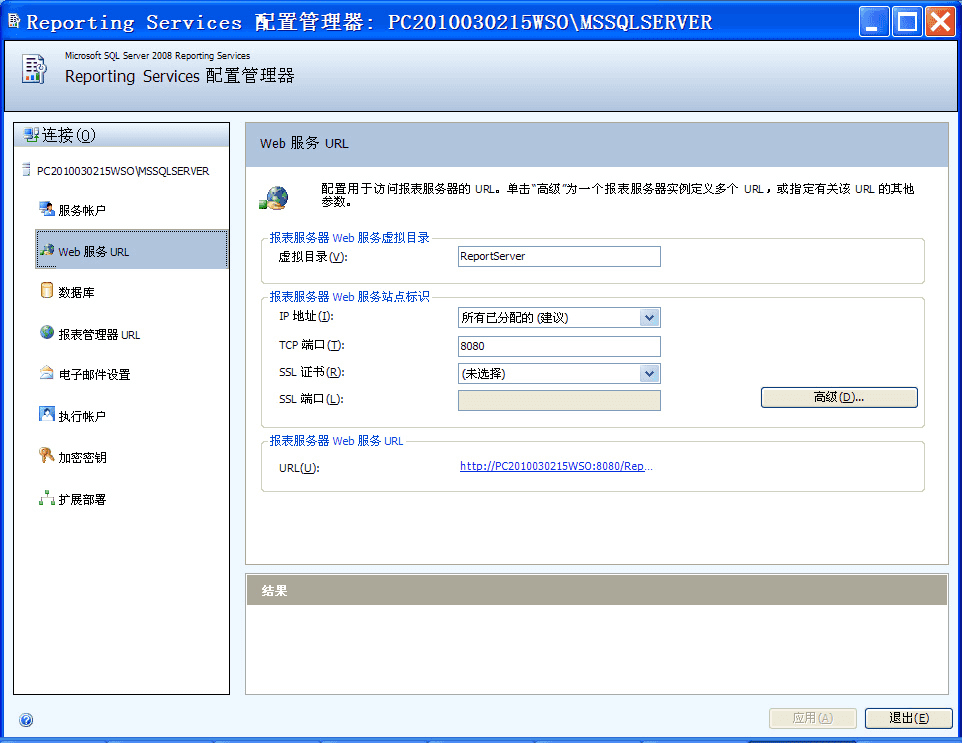 Reporting Services 配置管理器: PC2010030215WSO\MSSQLSERVER
Microsoft SQL Server 2008 Reporting Services
Reporting Services 配置管理器
连接(O)
PC2010030215WSO\MSSQLSERVER
服务帐户
Web 服务 URL
数据库
报表管理器 URL
电子邮件设置
执行帐户
加密密钥
扩展部署
Web 服务 URL
配置用于访问报表服务器的 URL。单击“高级”为一个报表服务器实例定义多个 URL，或指定有关该 URL 的其他
参数。
报表服务器 Web 服务虚拟目录
虚拟目录(V): ReportServer
报表服务器 Web 服务站点标识
IP 地址(I): 所有已分配的 (建议)
TCP 端口(T): 8080
SSL 证书(R): (未选择)
SSL 端口(L):
高级(D)...
报表服务器 Web 服务 URL
URL(U): http://PC2010030215WSO:8080/Rep...
结果
应用(A) 退出(E)